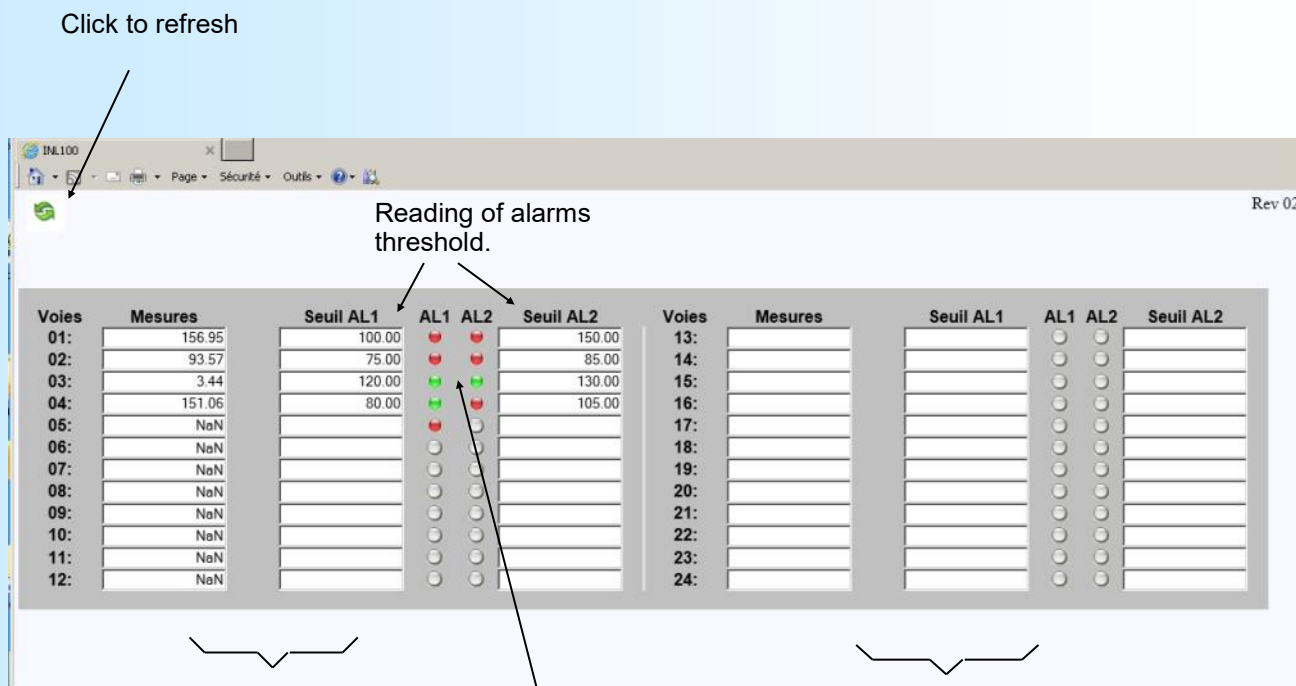 Click to refresh
INL100
Page Sécurité Outils
Rev 02
Reading of alarms
threshold.
Voies Mesures Seuil AL1 AL1 AL2 Seuil AL2 Voies Mesures Seuil AL1 AL1 AL2 Seuil AL2
01: 156.95 100.00 150.00 13:
02: 93.57 75.00 85.00 14:
03: 3.44 120.00 130.00 15:
04: 151.06 80.00 105.00 16:
05: NaN 17:
06: NaN 18:
07: NaN 19:
08: NaN 20:
09: NaN 21:
10: NaN 22:
11: NaN 23:
12: NaN 24: